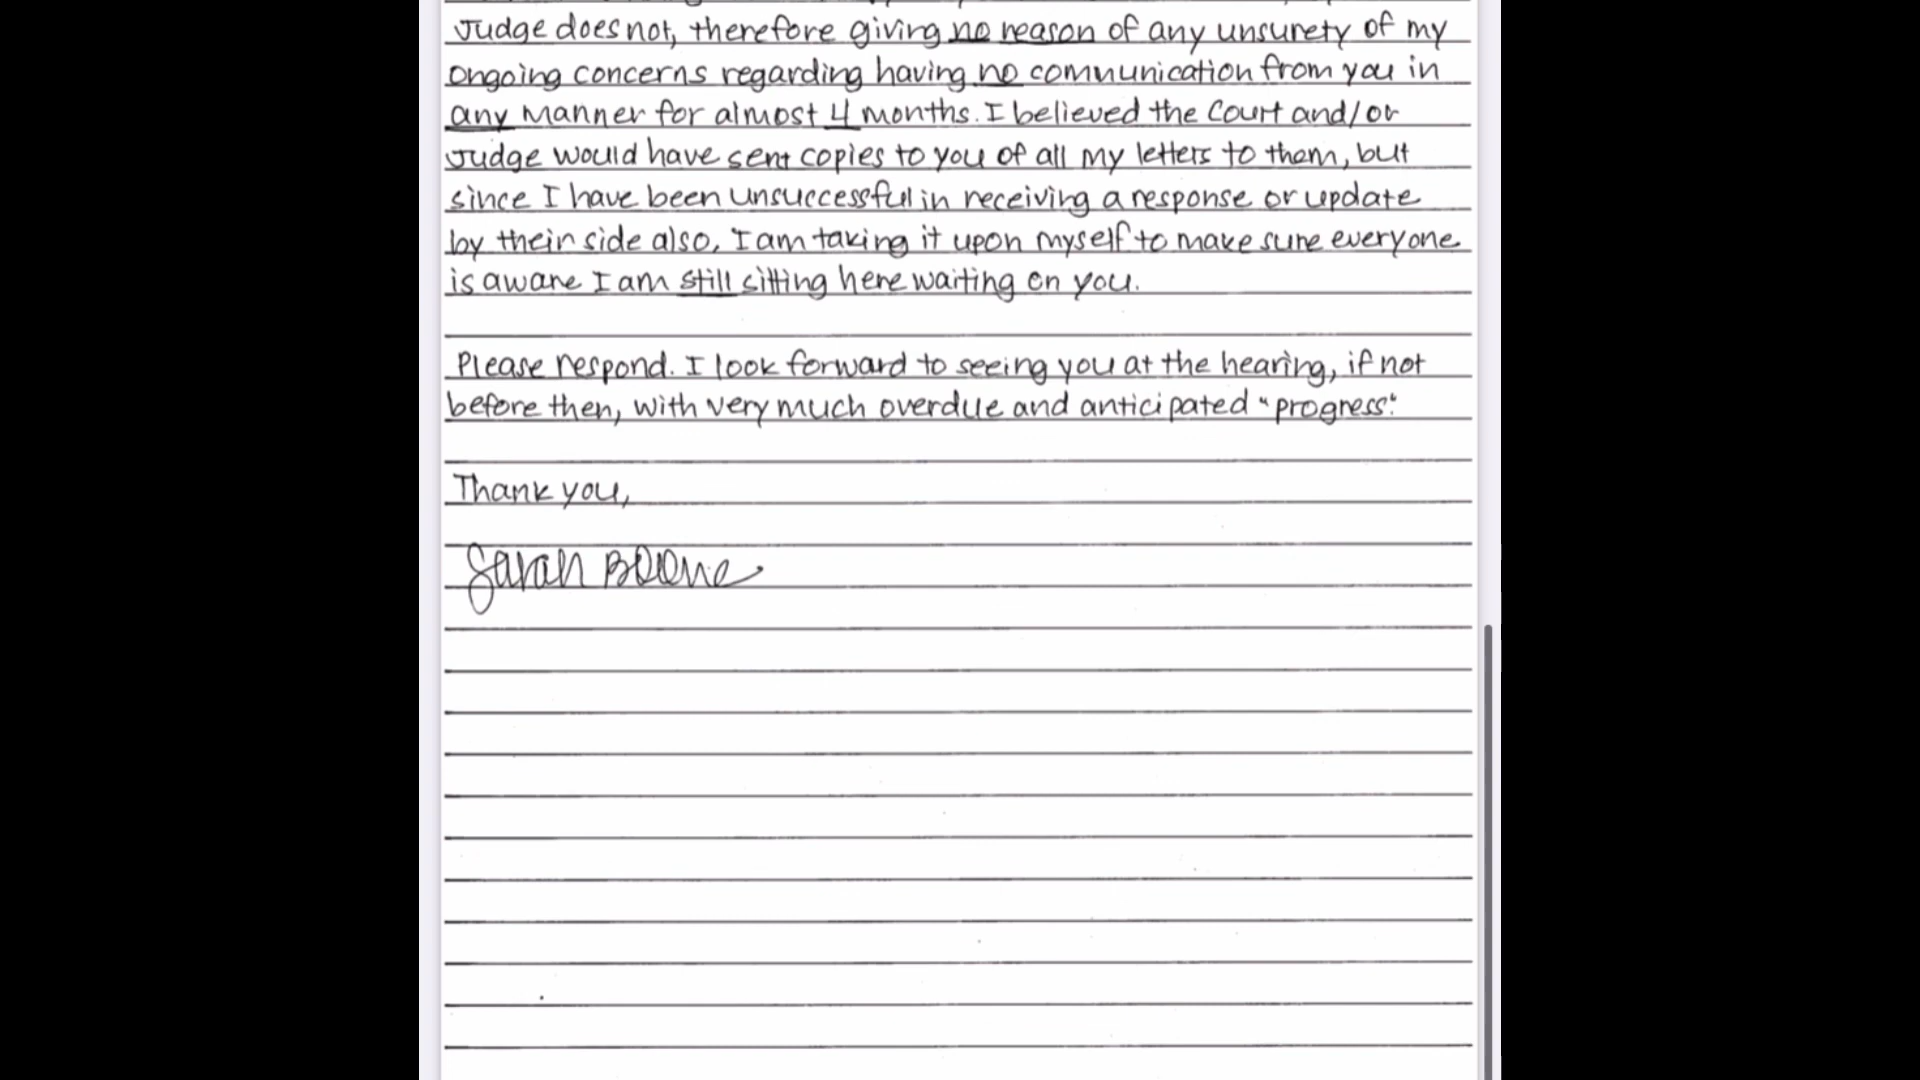 Judge does not, therefore giving no reason of any unsurety of my
ongoing concerns regarding having no communication from you in
any manner for almost 4 months. I believed the Court and/or
Judge would have sent copies to you of all my letters to them, but
since I have been unsuccessful in receiving a response or update
by their side also, I am taking it upon myself to make sure everyone
is aware I am still sitting here waiting on you.
Please respond. I look forward to seeing you at the hearing, if not
before then, with very much overdue and anticipated "progress."
Thank you,
Sarah Boone